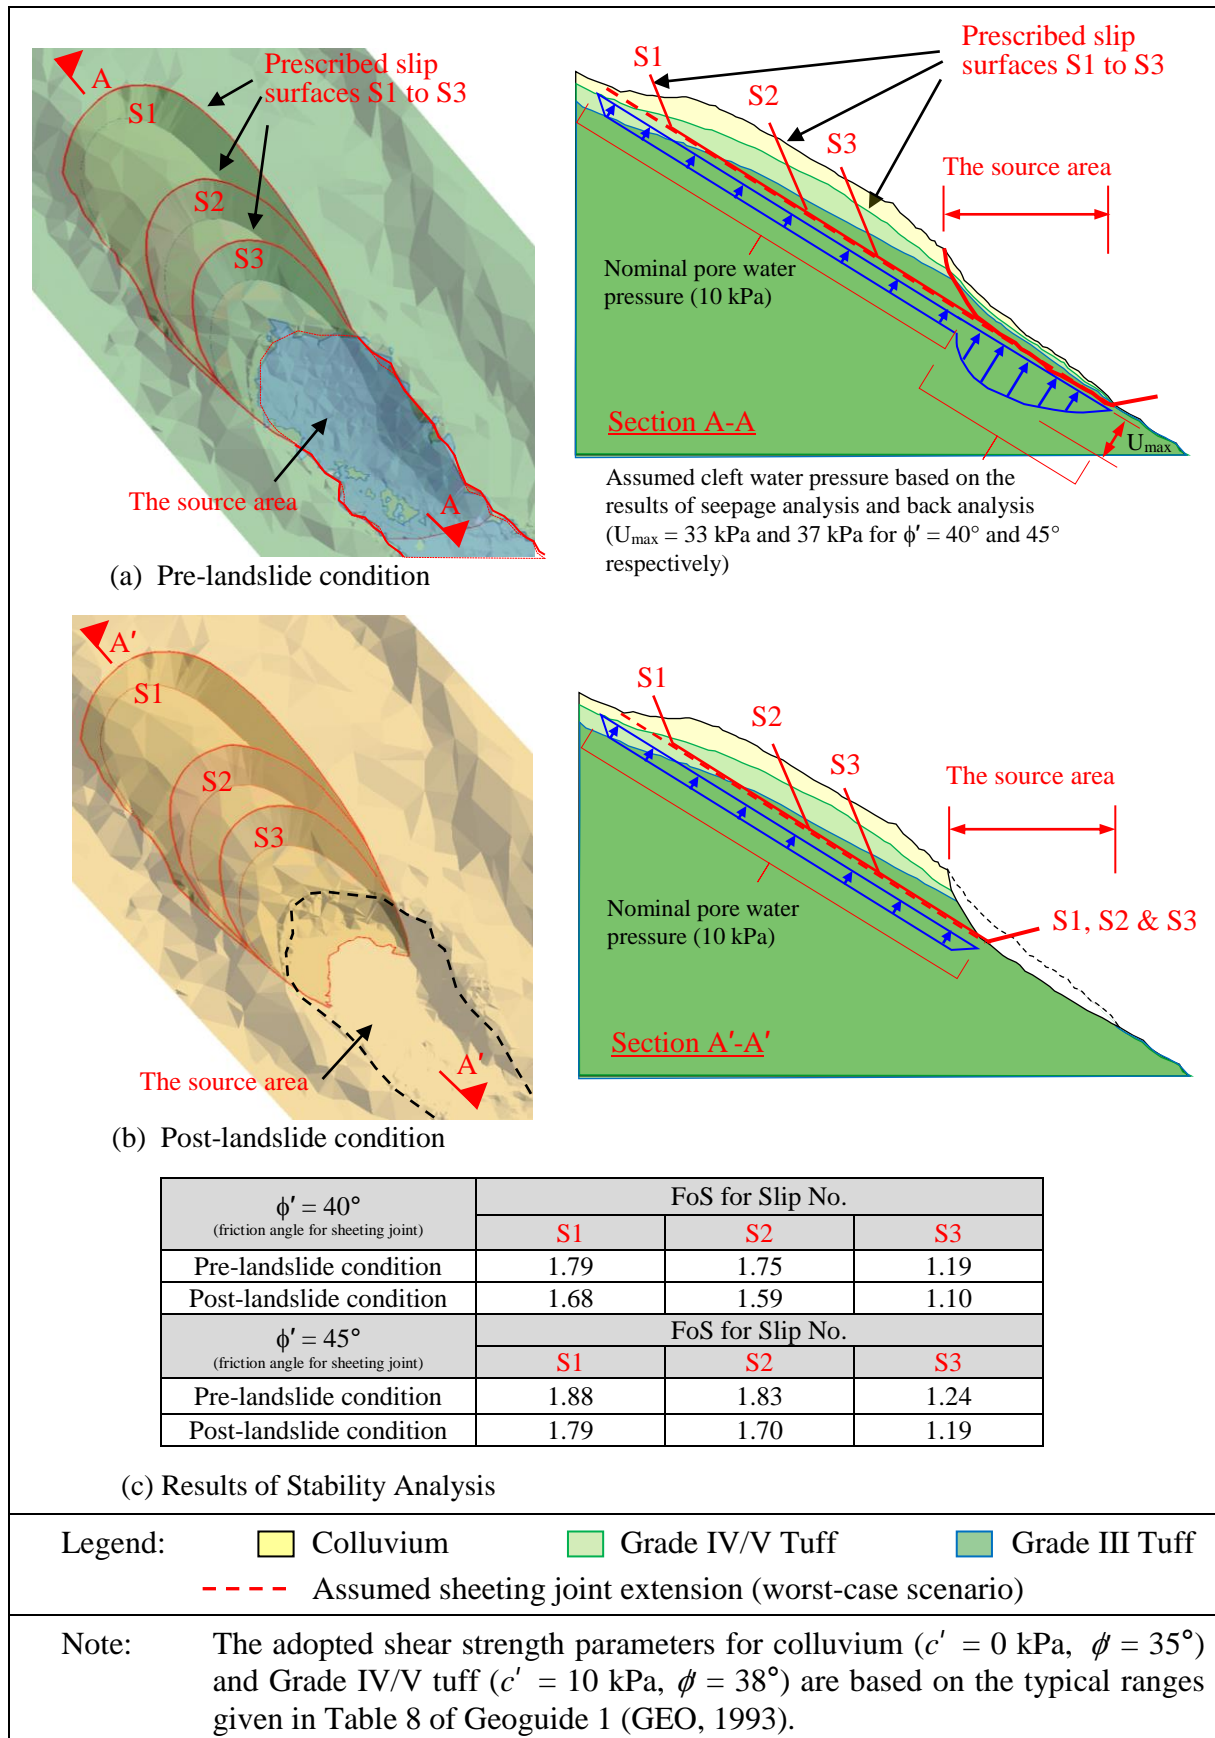 A
S1
S2
S3
Prescribed slip
surfaces S1 to S3
The source area
A
(a) Pre-landslide condition
S1
S2
S3
Prescribed slip
surfaces S1 to S3
The source area
Nominal pore water
pressure (10 kPa)
Section A-A
Umax
Assumed cleft water pressure based on the
results of seepage analysis and back analysis
(Umax = 33 kPa and 37 kPa for ϕ′ = 40° and 45°
respectively)
A′
S1
S2
S3
The source area
A′
(b) Post-landslide condition
S1
S2
S3
The source area
Nominal pore water
pressure (10 kPa)
S1, S2 & S3
Section A′-A′
ϕ′ = 40°
(friction angle for sheeting joint)
FoS for Slip No.
S1 S2 S3
Pre-landslide condition 1.79 1.75 1.19
Post-landslide condition 1.68 1.59 1.10
ϕ′ = 45°
(friction angle for sheeting joint)
FoS for Slip No.
S1 S2 S3
Pre-landslide condition 1.88 1.83 1.24
Post-landslide condition 1.79 1.70 1.19
(c) Results of Stability Analysis
Legend: Colluvium Grade IV/V Tuff Grade III Tuff
Assumed sheeting joint extension (worst-case scenario)
Note: The adopted shear strength parameters for colluvium (c′ = 0 kPa, ϕ′ = 35°)
and Grade IV/V tuff (c′ = 10 kPa, ϕ′ = 38°) are based on the typical ranges
given in Table 8 of Geoguide 1 (GEO, 1993).